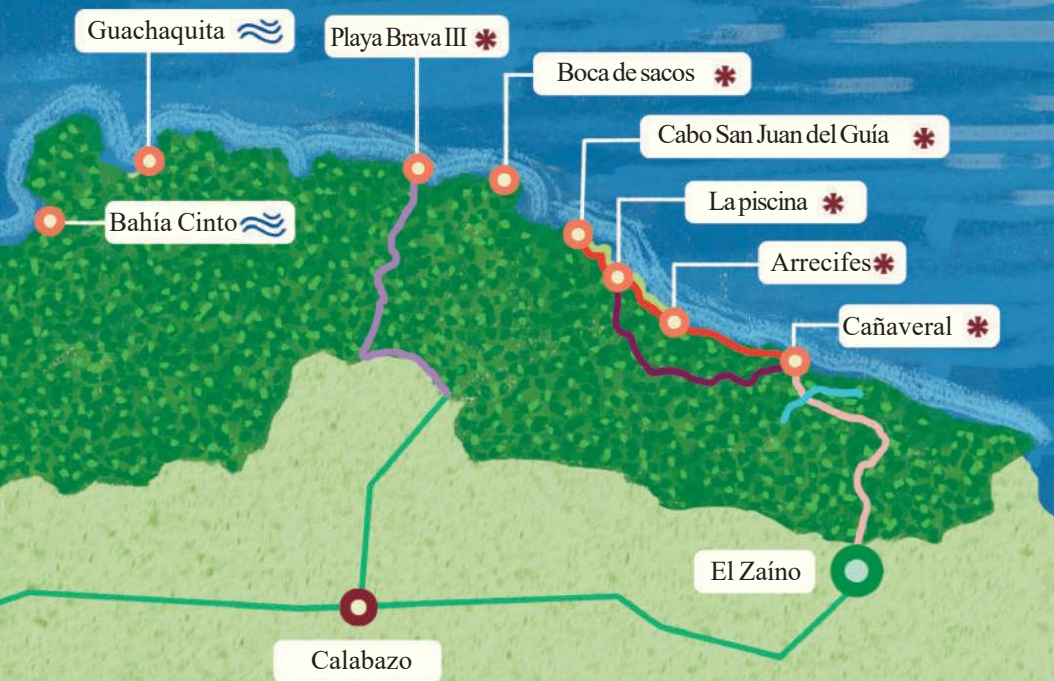 Guachaquita
Playa Brava III
Boca de sacos
Cabo San Juan del Guía
La piscina
Bahía Cinto
Arrecifes
Cañaveral
El Zaíno
Calabazo